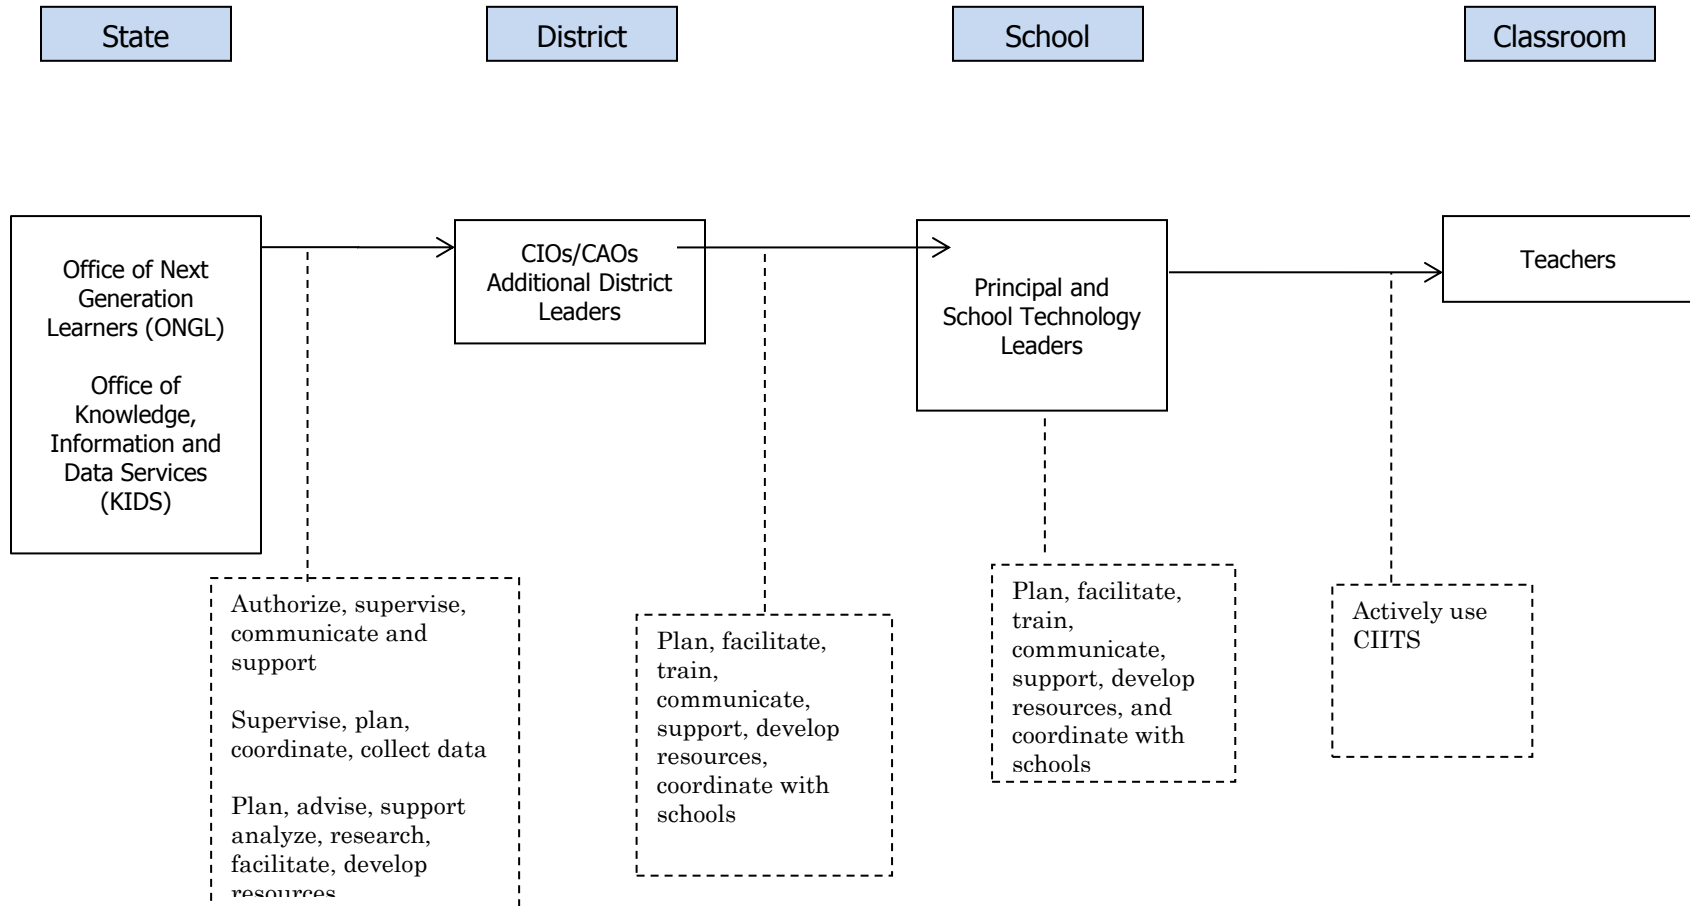 State
District
School
Classroom
Office of Next
Generation
Learners (ONGL)
Office of
Knowledge,
Information and
Data Services
(KIDS)
CIOs/CAOs
Additional District
Leaders
Principal and
School Technology
Leaders
Teachers
Authorize, supervise,
communicate and
support
Supervise, plan,
coordinate, collect data
Plan, advise, support
analyze, research,
facilitate, develop
resources
Plan, facilitate,
train,
communicate,
support, develop
resources,
coordinate with
schools
Plan, facilitate,
train,
communicate,
support, develop
resources, and
coordinate with
schools
Actively use
CIITS